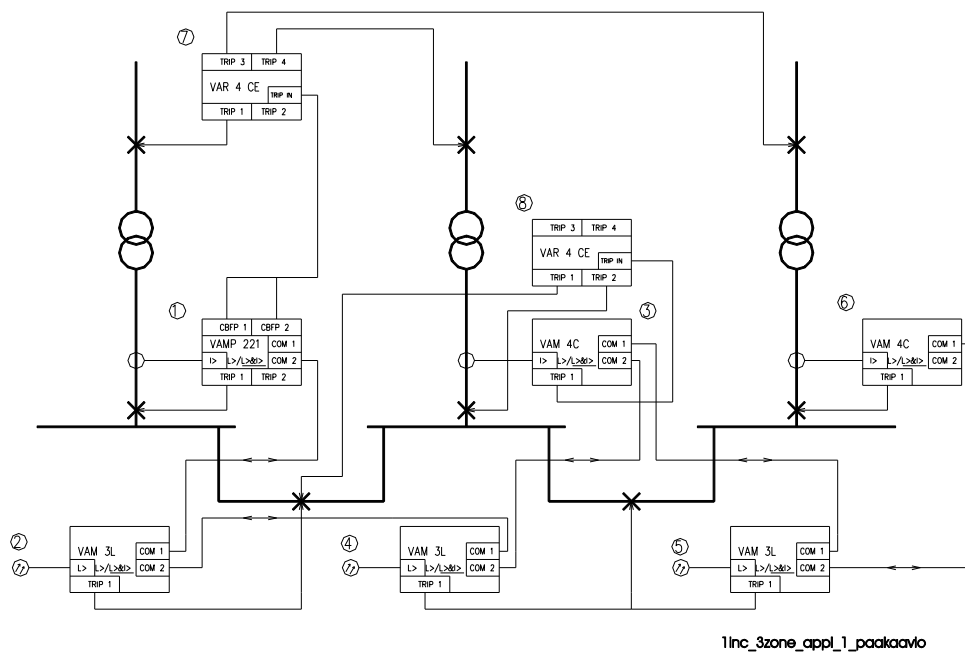 7
TRIP 3 TRIP 4
VAR 4 CE
TRIP IN
TRIP 1 TRIP 2
8
TRIP 3 TRIP 4
VAR 4 CE
TRIP IN
TRIP 1 TRIP 2
1
CBFP 1 CBFP 2
VAMP 221 COM 1
I> L>/L>&I> COM 2
TRIP 1 TRIP 2
3
VAM 4C COM 1
I> L>/L>&I> COM 2
TRIP 1
6
VAM 4C COM 1
I> L>/L>&I> COM 2
TRIP 1
2
VAM 3L COM 1
L> L>/L>&I> COM 2
TRIP 1
4
VAM 3L COM 1
L> L>/L>&I> COM 2
TRIP 1
5
VAM 3L COM 1
L> L>/L>&I> COM 2
TRIP 1
1inc_3zone_appl_1_paakaavio